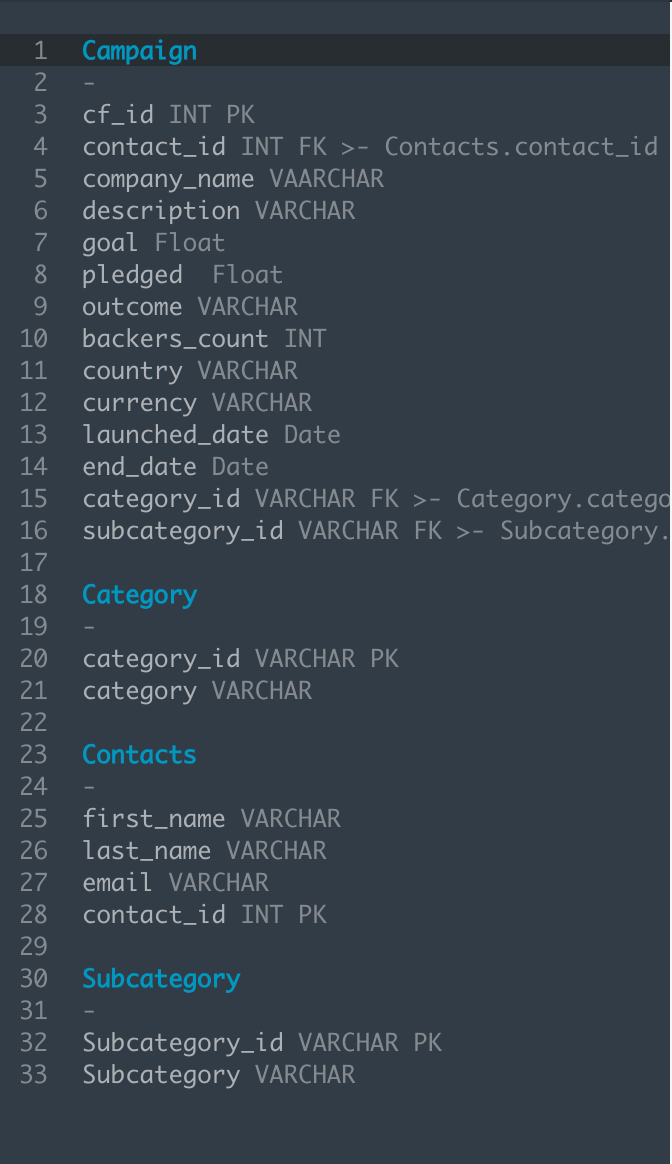 1 Campaign
2 -
3 cf_id INT PK
4 contact_id INT FK >- Contacts.contact_id
5 company_name VAARCHAR
6 description VARCHAR
7 goal Float
8 pledged  Float
9 outcome VARCHAR
10 backers_count INT
11 country VARCHAR
12 currency VARCHAR
13 launched_date Date
14 end_date Date
15 category_id VARCHAR FK >- Category.catego
16 subcategory_id VARCHAR FK >- Subcategory.
17
18 Category
19 -
20 category_id VARCHAR PK
21 category VARCHAR
22
23 Contacts
24 -
25 first_name VARCHAR
26 last_name VARCHAR
27 email VARCHAR
28 contact_id INT PK
29
30 Subcategory
31 -
32 Subcategory_id VARCHAR PK
33 Subcategory VARCHAR